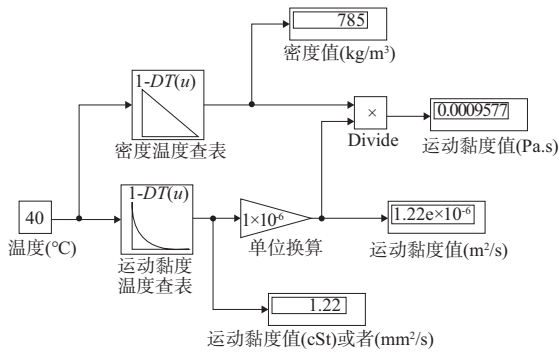 785
密度值(kg/m³)
1-DT(u)
密度温度查表
×
Divide
0.0009577
运动黏度值(Pa.s)
40
温度(℃)
1-DT(u)
运动黏度
温度查表
1×10⁻⁶
单位换算
1.22e×10⁻⁶
运动黏度值(m²/s)
1.22
运动黏度值(cSt)或者(mm²/s)